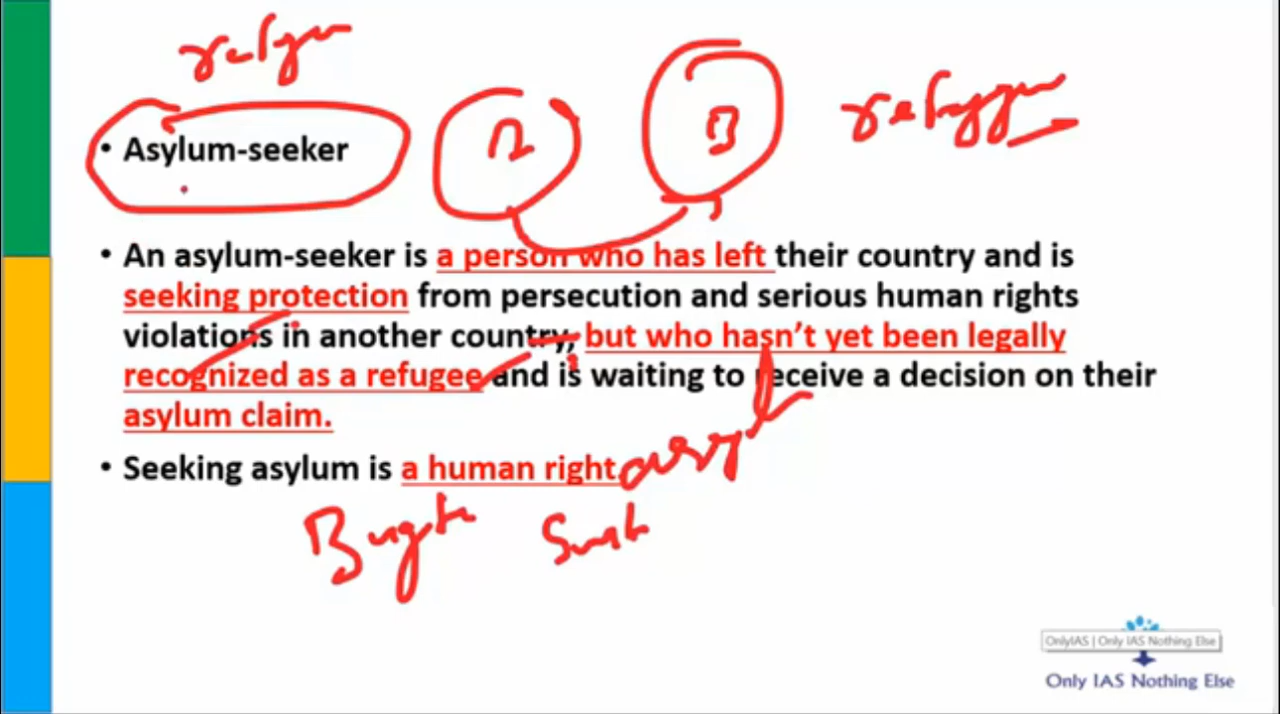 • Asylum-seeker
• An asylum-seeker is a person who has left their country and is
seeking protection from persecution and serious human rights
violations in another country, but who hasn't yet been legally
recognized as a refugee and is waiting to receive a decision on their
asylum claim.
• Seeking asylum is a human right.
OnlyIAS | Only IAS Nothing Else
Only IAS Nothing Else